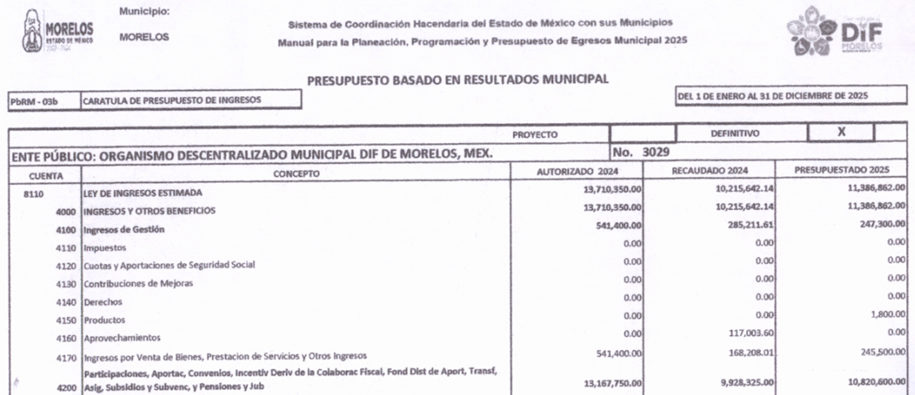 MORELOS
ESTADO DE MÉXICO
Municipio:
MORELOS
Sistema de Coordinación Hacendaria del Estado de México con sus Municipios
Manual para la Planeación, Programación y Presupuesto de Egresos Municipal 2025
DIF
MORELOS
PRESUPUESTO BASADO EN RESULTADOS MUNICIPAL
PbRM - 03b CARATULA DE PRESUPUESTO DE INGRESOS DEL 1 DE ENERO AL 31 DE DICIEMBRE DE 2025
PROYECTO DEFINITIVO X
ENTE PÚBLICO: ORGANISMO DESCENTRALIZADO MUNICIPAL DIF DE MORELOS, MEX. No. 3029
CUENTA CONCEPTO AUTORIZADO 2024 RECAUDADO 2024 PRESUPUESTADO 2025
8110 LEY DE INGRESOS ESTIMADA 13,710,350.00 10,215,642.14 11,386,862.00
4000 INGRESOS Y OTROS BENEFICIOS 13,710,350.00 10,215,642.14 11,386,862.00
4100 Ingresos de Gestión 541,400.00 285,211.61 247,300.00
4110 Impuestos 0.00 0.00 0.00
4120 Cuotas y Aportaciones de Seguridad Social 0.00 0.00 0.00
4130 Contribuciones de Mejoras 0.00 0.00 0.00
4140 Derechos 0.00 0.00 0.00
4150 Productos 0.00 0.00 1,800.00
4160 Aprovechamientos 0.00 117,003.60 0.00
4170 Ingresos por Venta de Bienes, Prestacion de Servicios y Otros Ingresos 541,400.00 168,208.01 245,500.00
Participaciones, Aportac, Convenios, Incentiv Deriv de la Colaborac Fiscal, Fond Dist de Aport, Transf,
4200 Asig, Subsidios y Subvenc, y Pensiones y Jub 13,167,750.00 9,928,325.00 10,820,600.00